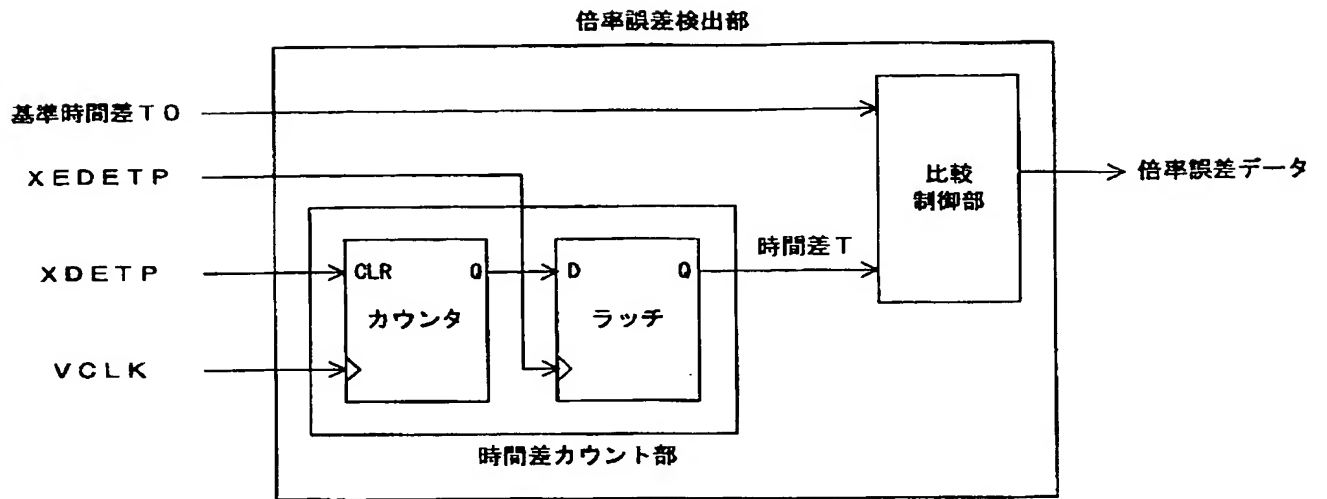 倍率誤差検出部
基準時間差T0
XEDETP
XDETP
VCLK
CLR Q
カウンタ
D Q
ラッチ
時間差カウント部
時間差T
比較
制御部
倍率誤差データ